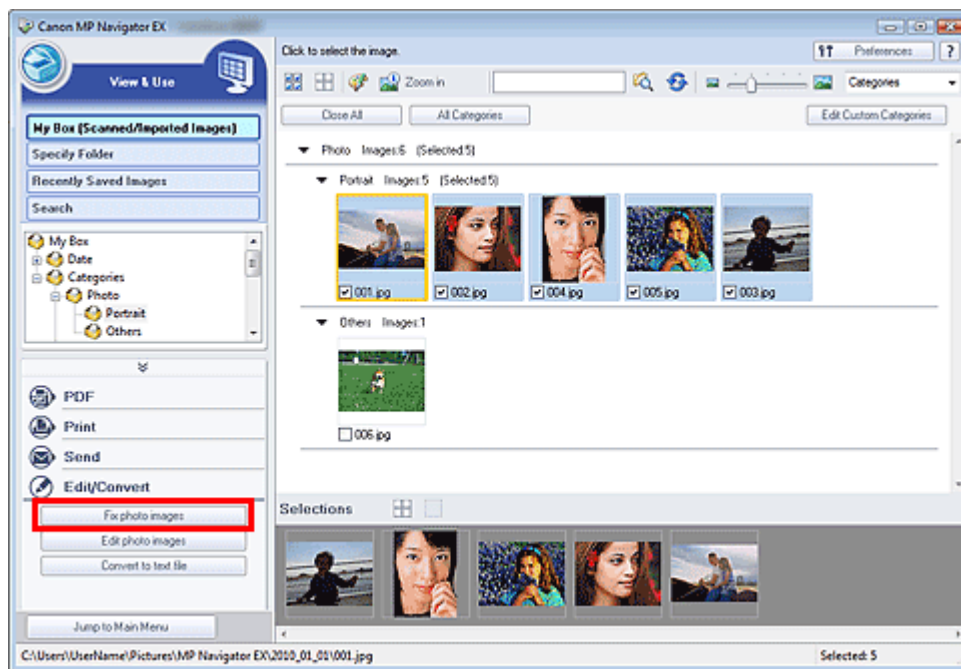 Canon MP Navigator EX
View & Use
My Box (Scanned/Imported Images)
Specify Folder
Recently Saved Images
Search
My Box
Date
Categories
Photo
Portrait
Others
PDF
Print
Send
Edit/Convert
Fix photo images
Edit photo images
Convert to text file
Jump to Main Menu
Click to select the image.
Preferences ?
Zoom in
Categories
Close All All Categories Edit Custom Categories
Photo Images:6 (Selected:5)
Portrait Images:5 (Selected:5)
001.jpg 002.jpg 004.jpg 005.jpg 003.jpg
Others Images:1
006.jpg
Selections
C:\Users\UserName\Pictures\MP Navigator EX\2010_01_01\001.jpg Selected: 5